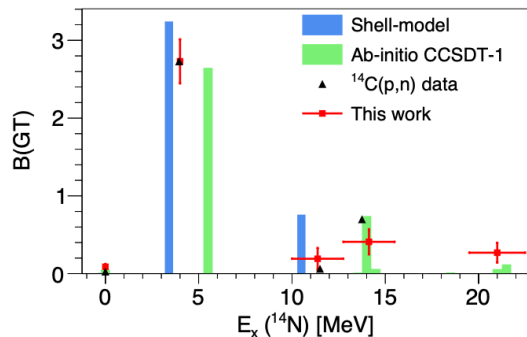 Shell-model
Ab-initio CCSDT-1
¹⁴C(p,n) data
This work
B(GT)
3
2
1
0
0 5 10 15 20
Eₓ (¹⁴N) [MeV]